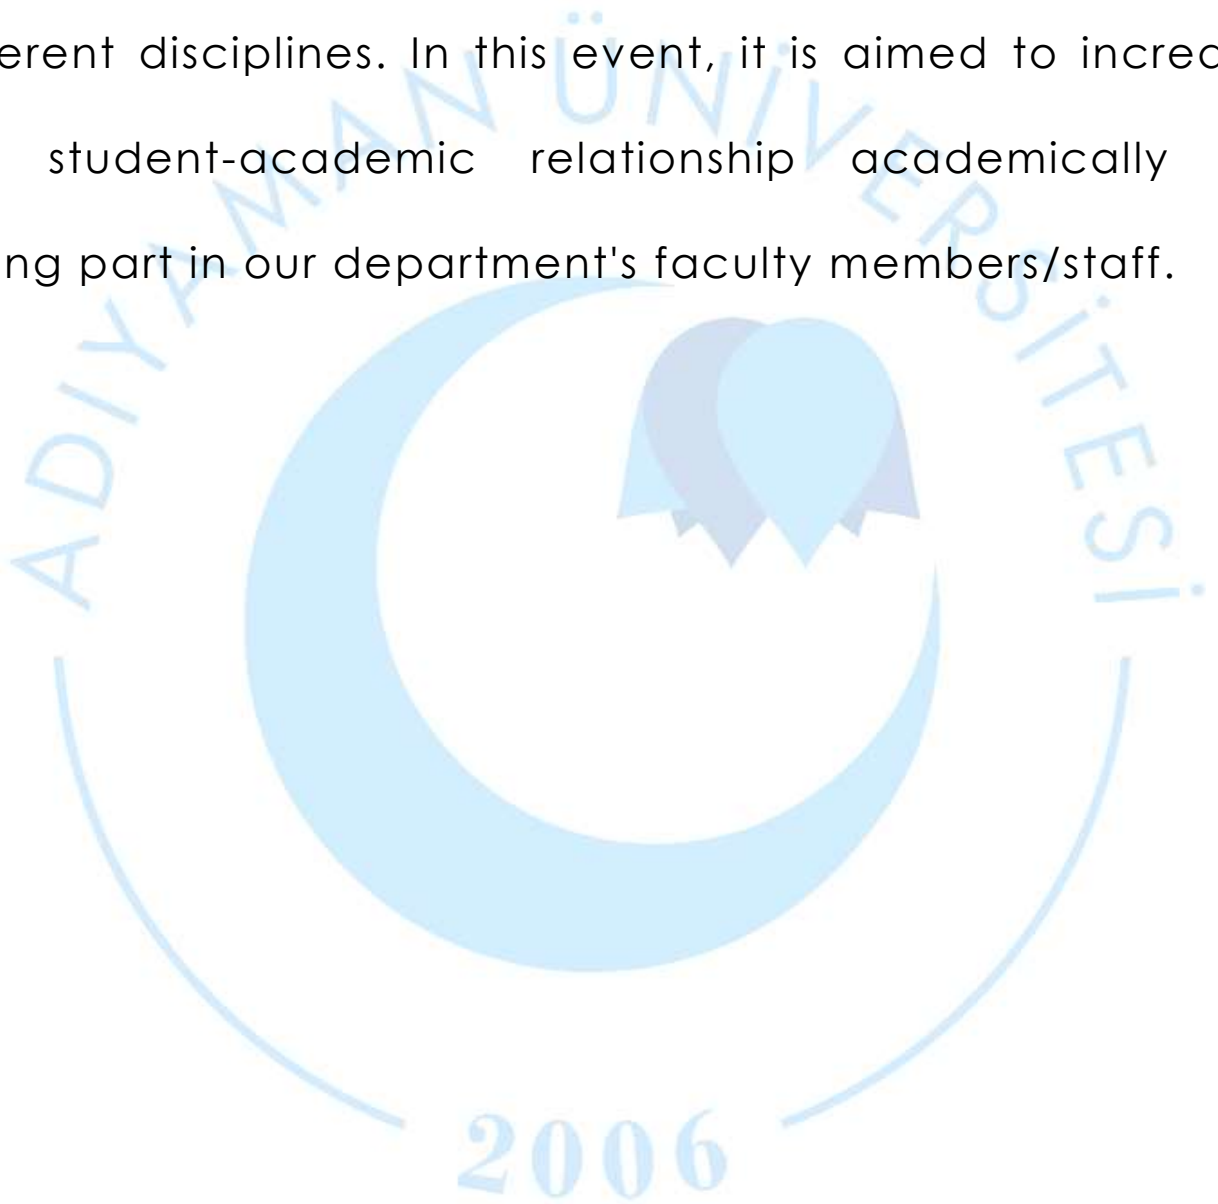 erent disciplines. In this event, it is aimed to increa
student-academic relationship academically
ng part in our department's faculty members/staff.
ADIYAMAN ÜNİVERSİTESİ
2006